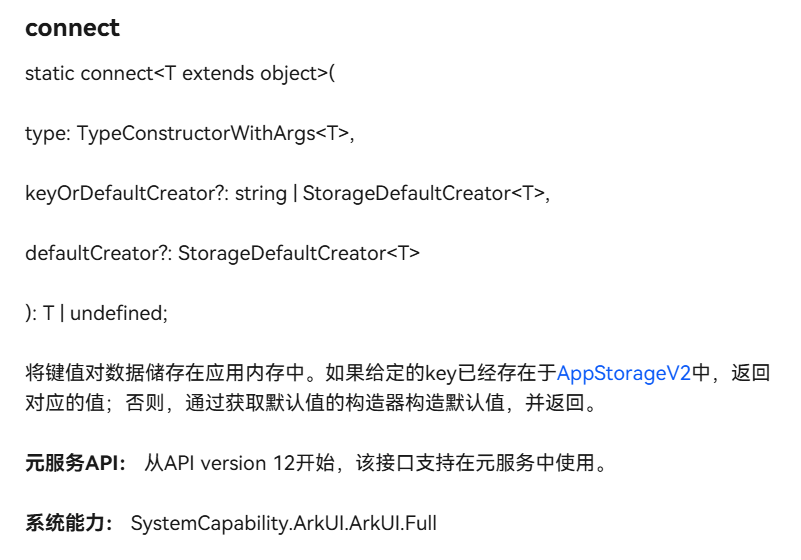 connect
static connect<T extends object>(
type: TypeConstructorWithArgs<T>,
keyOrDefaultCreator?: string | StorageDefaultCreator<T>,
defaultCreator?: StorageDefaultCreator<T>
): T | undefined;
将键值对数据储存在应用内存中。如果给定的key已经存在于AppStorageV2中，返回
对应的值；否则，通过获取默认值的构造器构造默认值，并返回。
元服务API： 从API version 12开始，该接口支持在元服务中使用。
系统能力： SystemCapability.ArkUI.ArkUI.Full